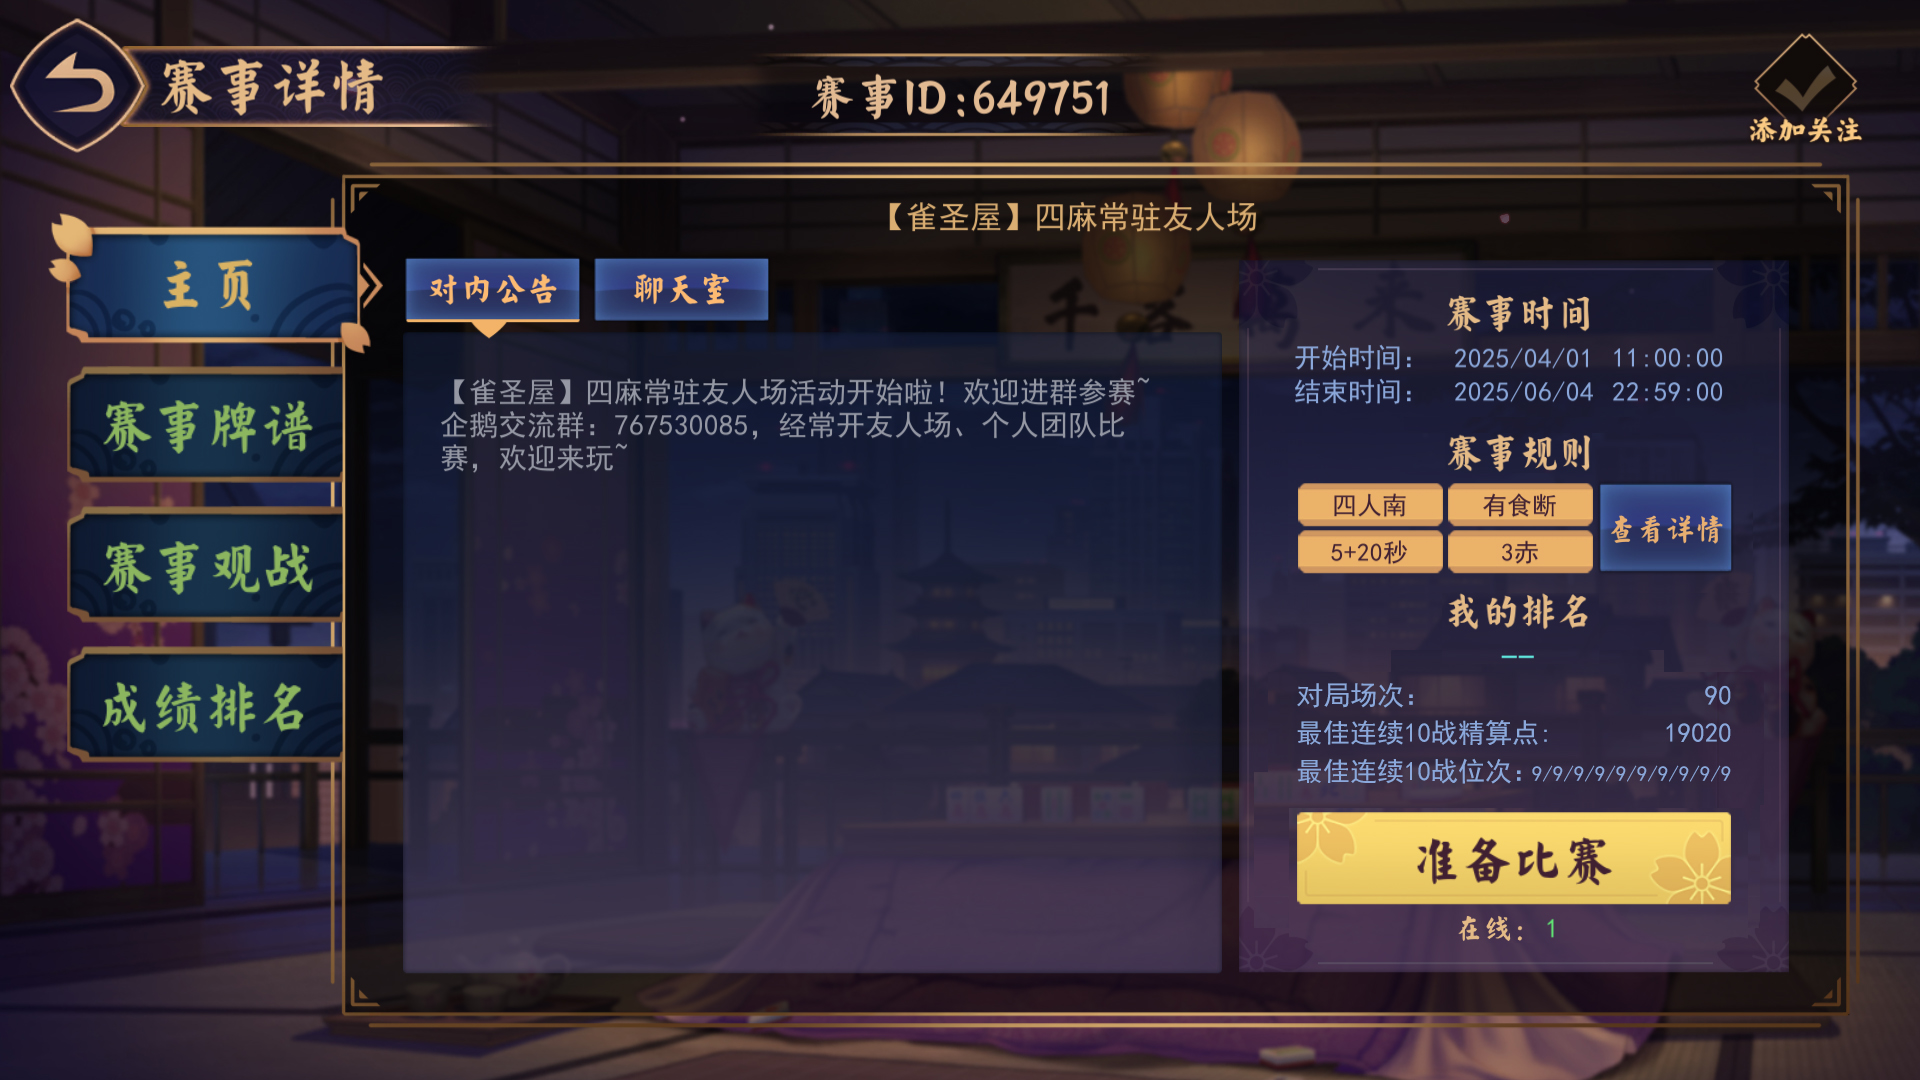 赛事详情
赛事ID:649751
添加关注
【雀圣屋】四麻常驻友人场
主页
赛事牌谱
赛事观战
成绩排名
对内公告
聊天室
【雀圣屋】四麻常驻友人场活动开始啦！欢迎进群参赛~
企鹅交流群：767530085，经常开友人场、个人团队比
赛，欢迎来玩~
赛事时间
开始时间： 2025/04/01 11:00:00
结束时间： 2025/06/04 22:59:00
赛事规则
四人南 有食断
5+20秒 3赤
查看详情
我的排名
--
对局场次： 90
最佳连续10战精算点: 19020
最佳连续10战位次：9/9/9/9/9/9/9/9/9/9
准备比赛
在线： 1